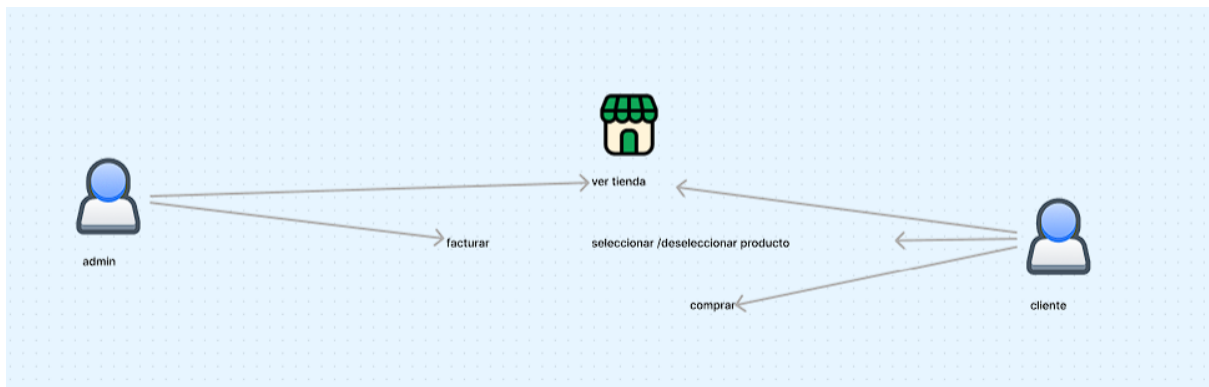 ver tienda
facturar
seleccionar /deseleccionar producto
admin
comprar
cliente